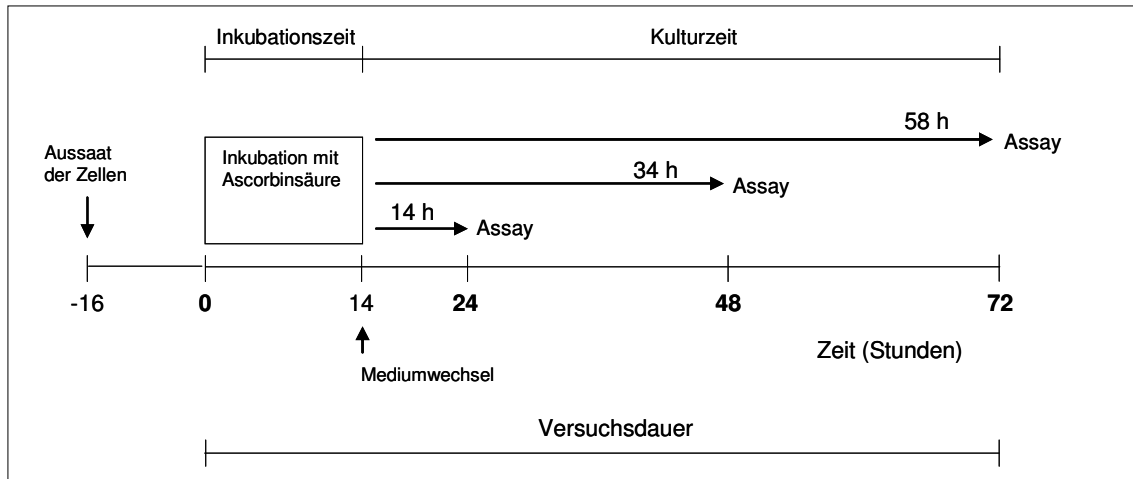 Inkubationszeit
Kulturzeit
58 h
Assay
Aussaat
der Zellen
Inkubation mit
Ascorbinsäure
34 h
Assay
14 h
Assay
-16
0
14
24
48
72
Zeit (Stunden)
Mediumwechsel
Versuchsdauer